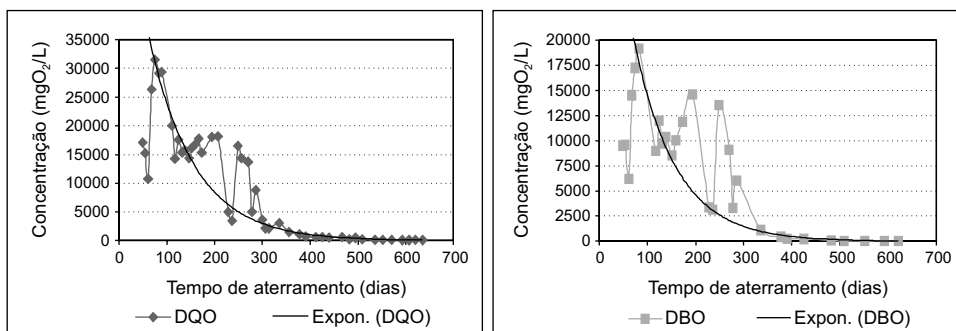 Concentração (mgO₂/L)
35000
30000
25000
20000
15000
10000
5000
0
0 100 200 300 400 500 600 700
Tempo de aterramento (dias)
DQO Expon. (DQO)
Concentração (mgO₂/L)
20000
17500
15000
12500
10000
7500
5000
2500
0
0 100 200 300 400 500 600 700
Tempo de aterramento (dias)
DBO Expon. (DBO)